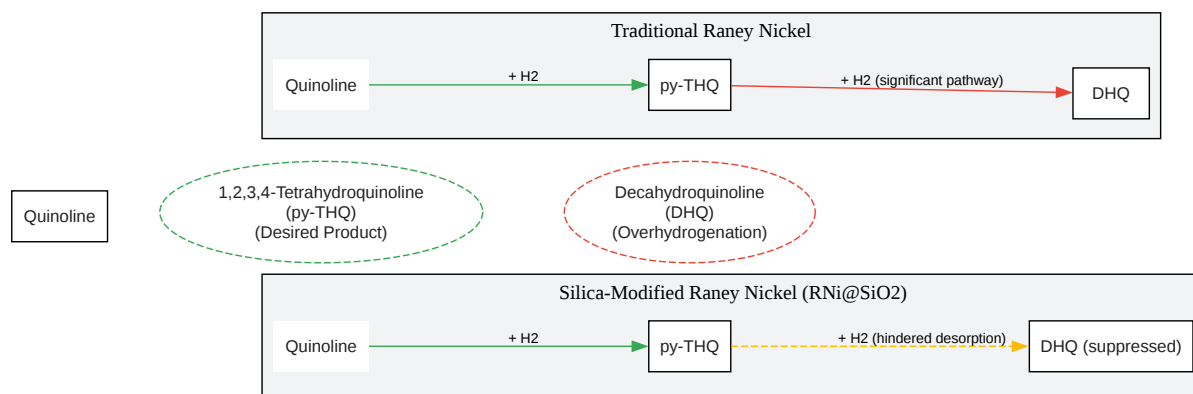 Traditional Raney Nickel
Quinoline
+ H2
py-THQ
+ H2 (significant pathway)
DHQ
Quinoline
1,2,3,4-Tetrahydroquinoline
(py-THQ)
(Desired Product)
Decahydroquinoline
(DHQ)
(Overhydrogenation)
Silica-Modified Raney Nickel (RNi@SiO2)
Quinoline
+ H2
py-THQ
+ H2 (hindered desorption)
DHQ (suppressed)